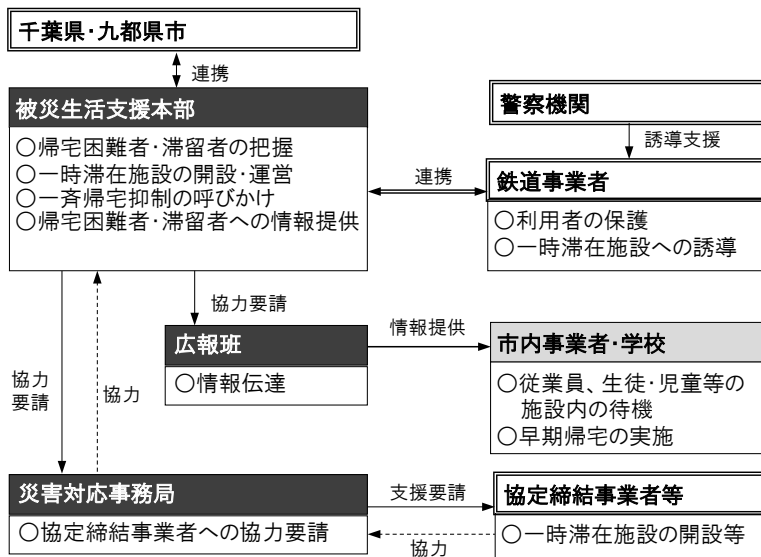 千葉県・九都県市
連携
被災生活支援本部
○帰宅困難者・滞留者の把握
○一時滞在施設の開設・運営
○一斉帰宅抑制の呼びかけ
○帰宅困難者・滞留者への情報提供
警察機関
誘導支援
連携
鉄道事業者
○利用者の保護
○一時滞在施設への誘導
協力要請
広報班
○情報伝達
情報提供
市内事業者・学校
○従業員、生徒・児童等の
施設内の待機
○早期帰宅の実施
協力
要請
協力
災害対応事務局
○協定締結事業者への協力要請
支援要請
協力
協定締結事業者等
○一時滞在施設の開設等